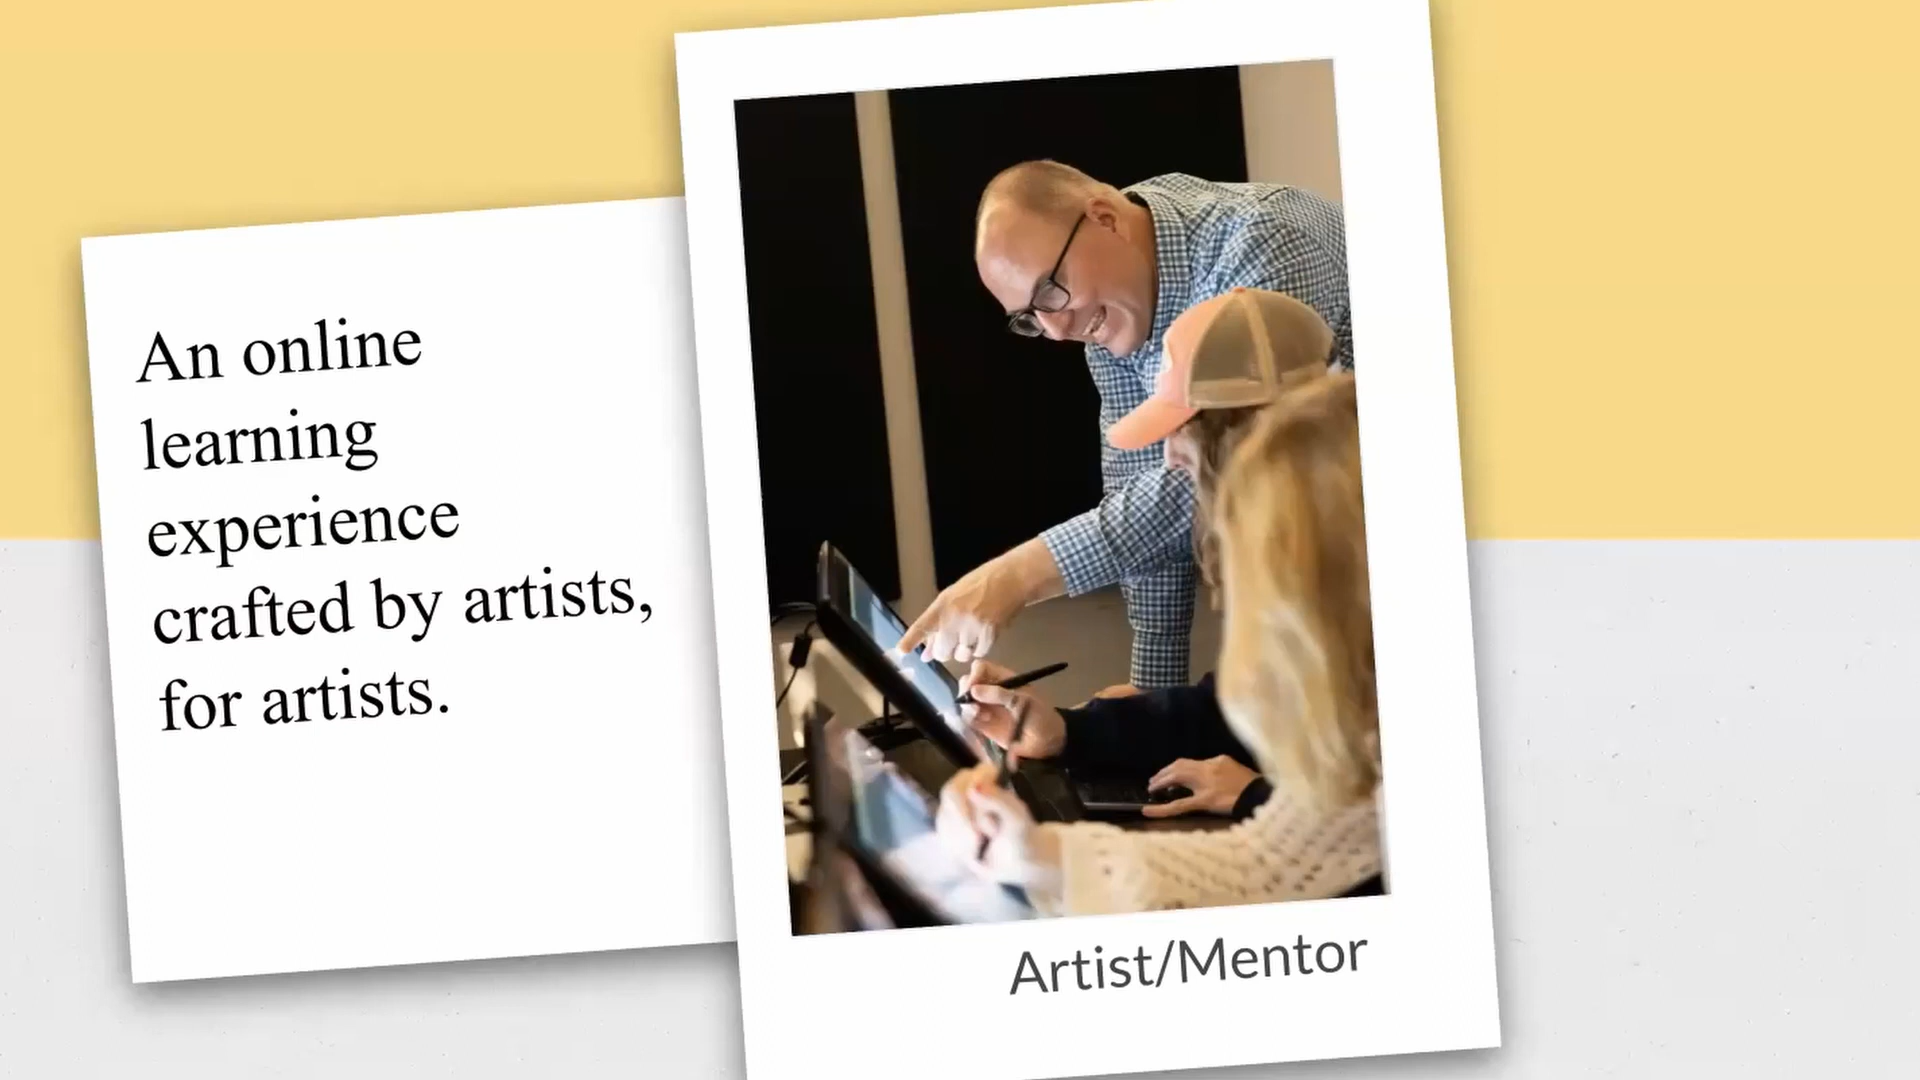 An online
learning
experience
crafted by artists,
for artists.
Artist/Mentor